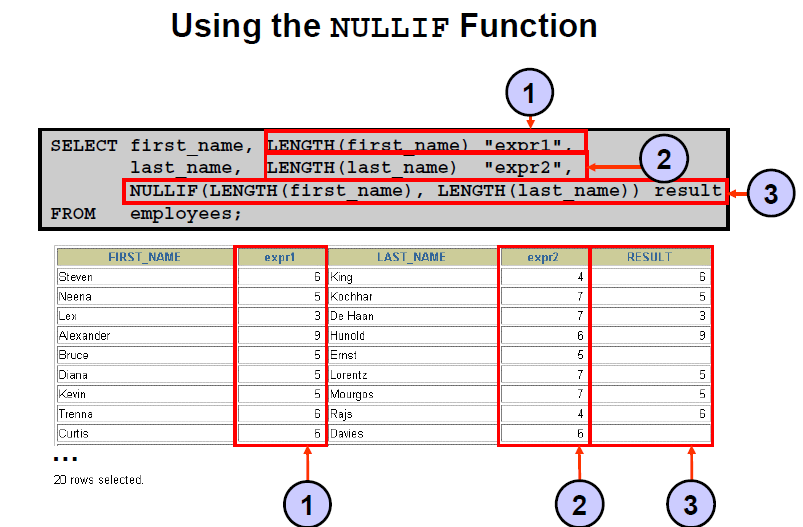 Using the NULLIF Function
1
SELECT first_name, LENGTH(first_name) "expr1",
last_name, LENGTH(last_name) "expr2",
2
NULLIF(LENGTH(first_name), LENGTH(last_name)) result
3
FROM employees;
FIRST_NAME expr1 LAST_NAME expr2 RESULT
Steven 6 King 4 6
Neena 5 Kochhar 7 5
Lex 3 De Haan 7 3
Alexander 9 Hunold 6 9
Bruce 5 Ernst 5
Diana 5 Lorentz 7 5
Kevin 5 Mourgos 7 5
Trenna 6 Rajs 4 6
Curtis 6 Davies 6
...
20 rows selected.
1 2 3